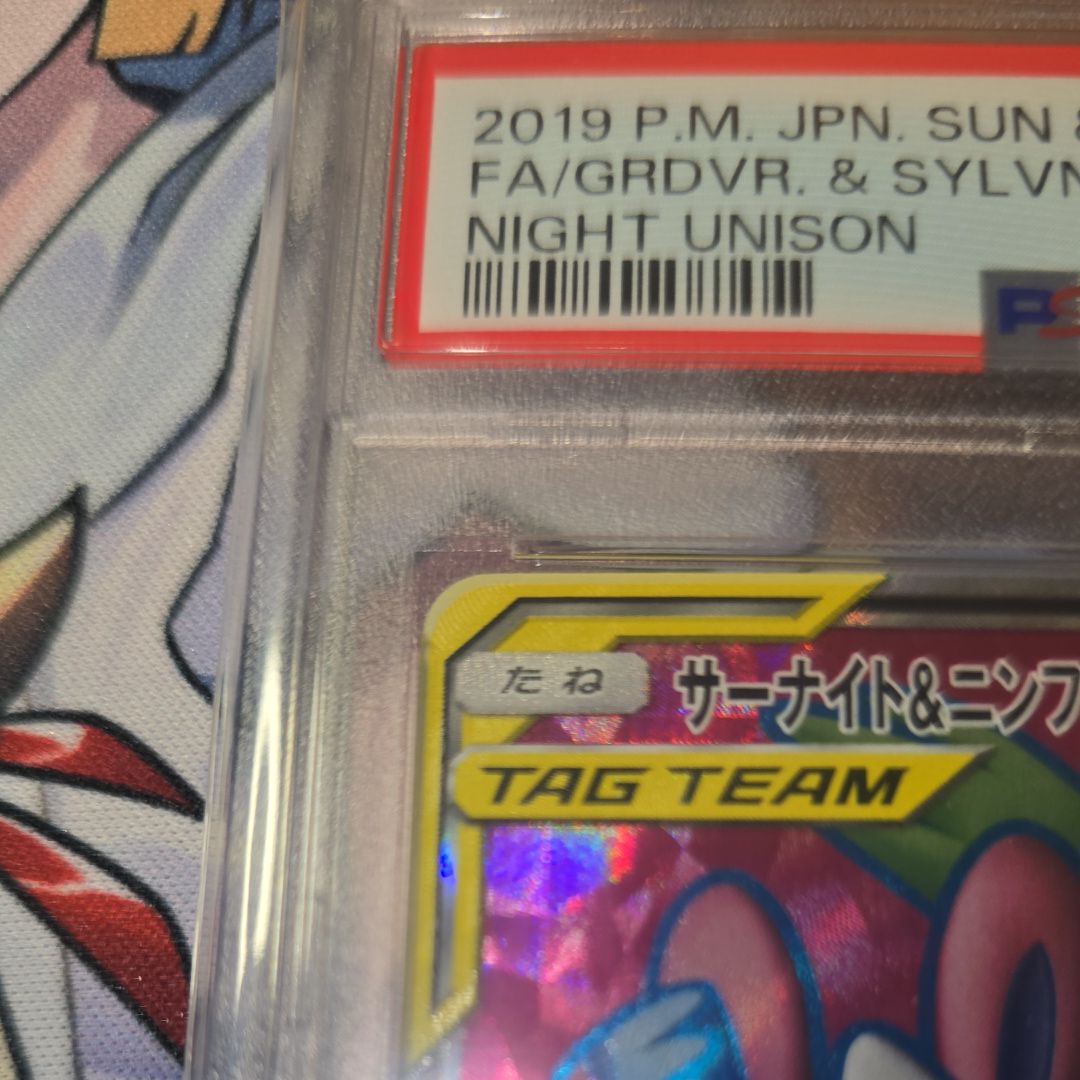 2019 P.M. JPN. SUN &
FA/GRDVR. & SYLVN
NIGHT UNISON
PS
たね
サーナイト&ニンフ
TAG TEAM